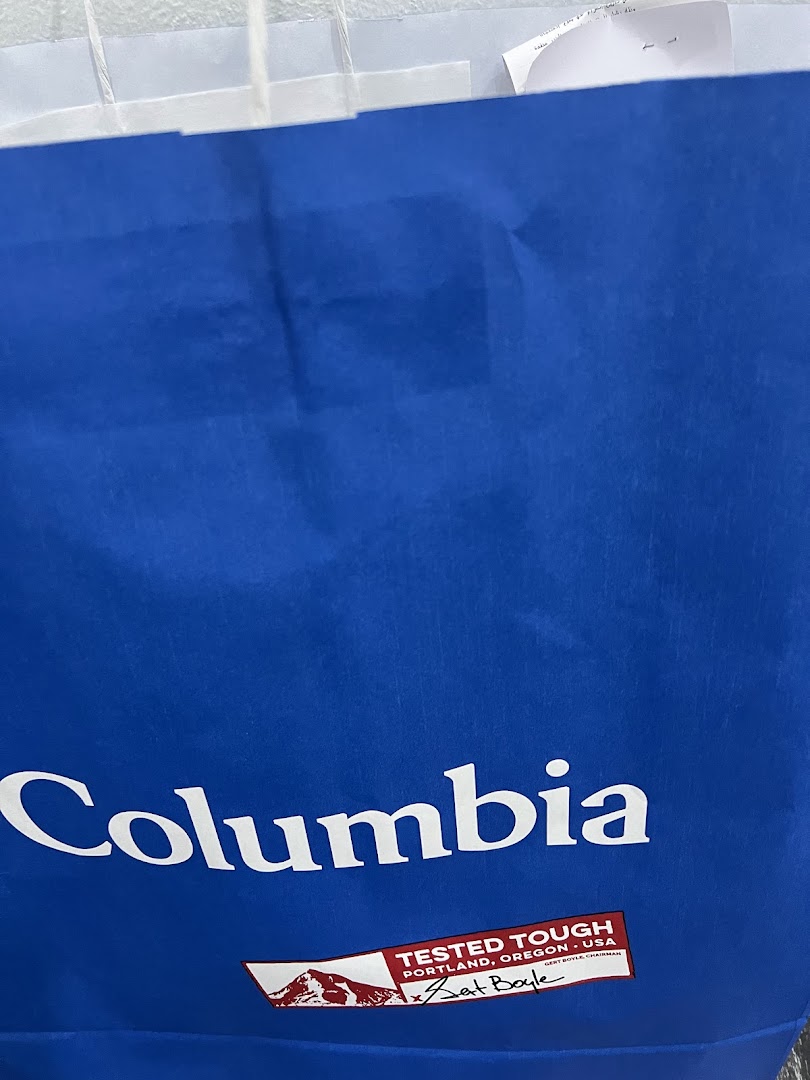 Columbia
TESTED TOUGH
PORTLAND, OREGON • USA
GERT BOYLE, CHAIRMAN
x Gert Boyle